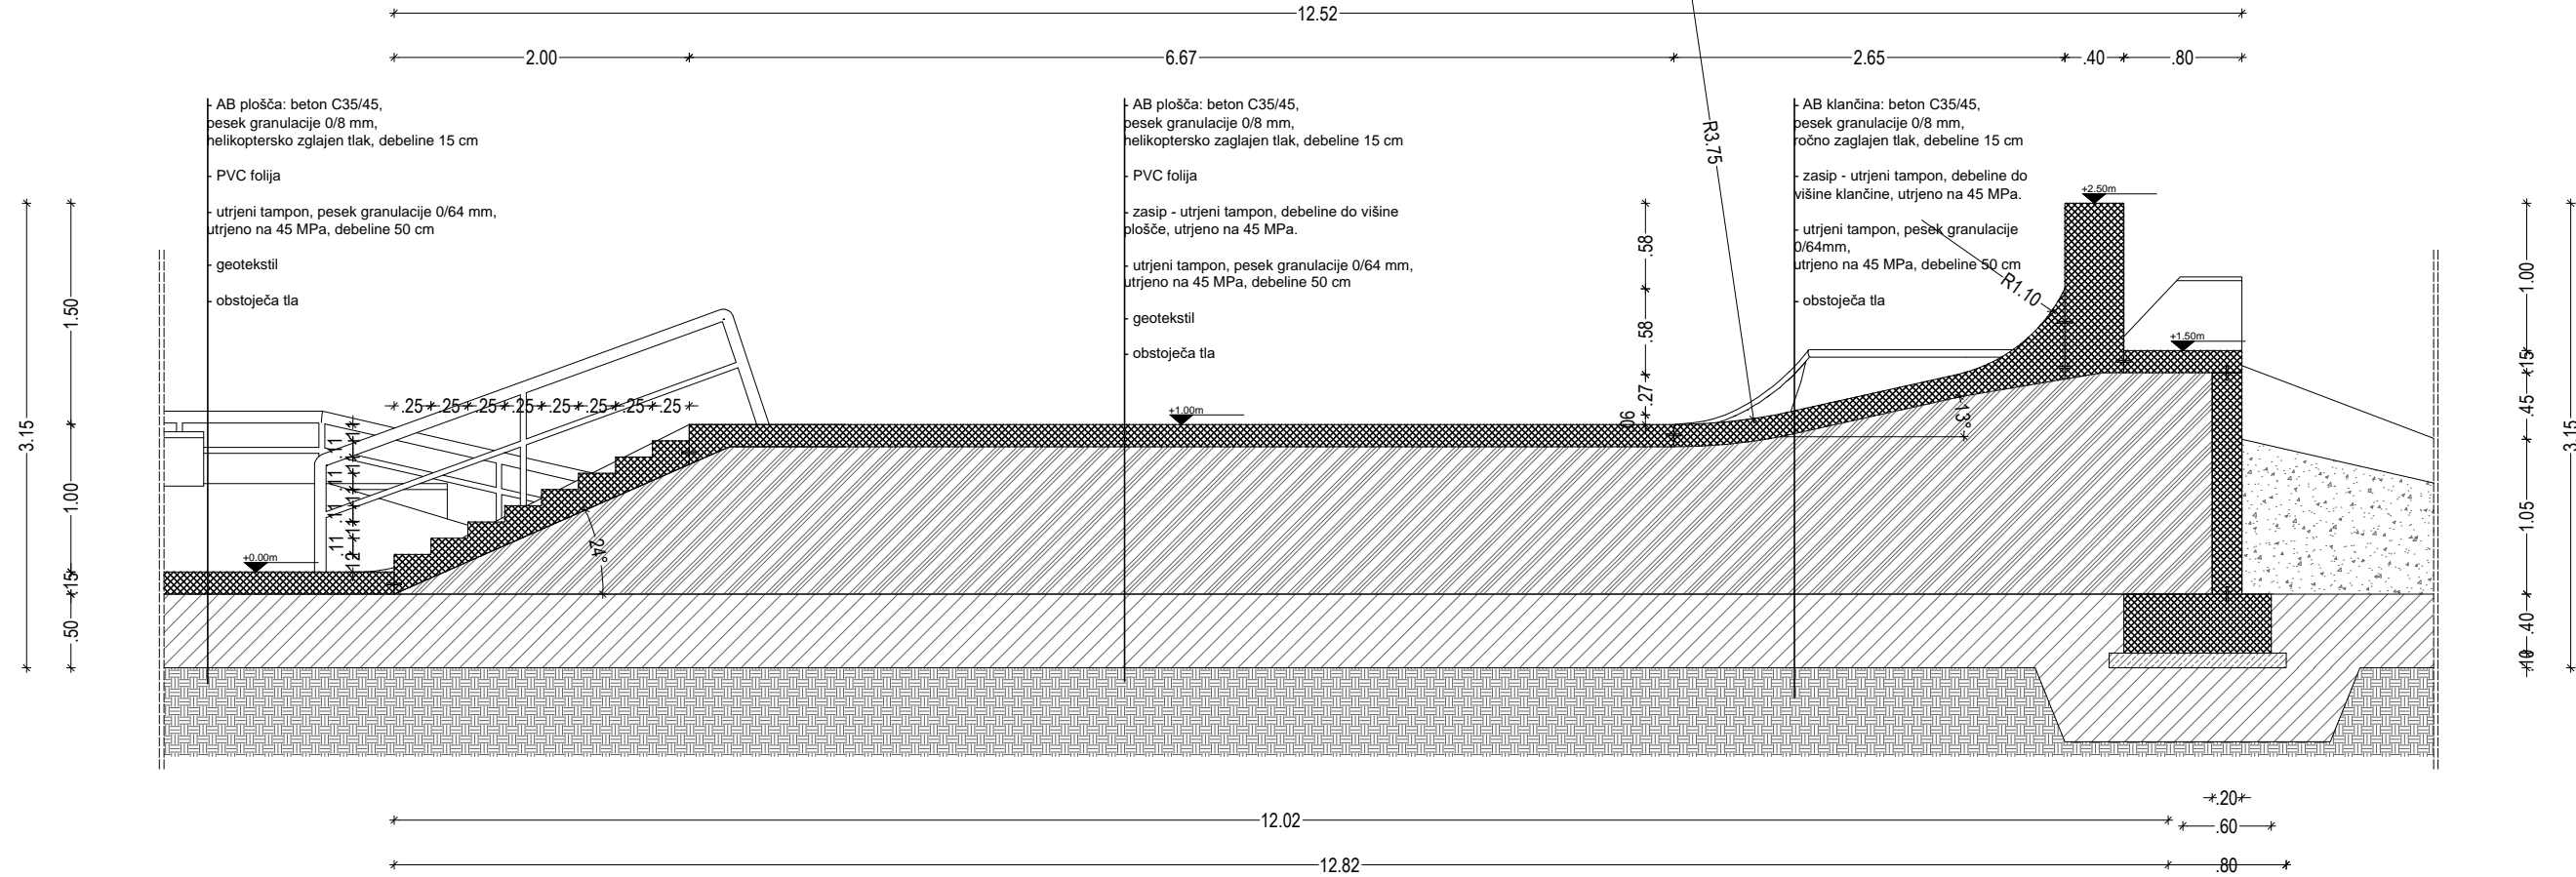 12.52
2.00
6.67
2.65
.40
.80
- AB plošča: beton C35/45,
pesek granulacije 0/8 mm,
helikoptersko zglajen tlak, debeline 15 cm
- PVC folija
- utrjeni tampon, pesek granulacije 0/64 mm,
utrjeno na 45 MPa, debeline 50 cm
- geotekstil
- obstoječa tla
- AB plošča: beton C35/45,
pesek granulacije 0/8 mm,
helikoptersko zaglajen tlak, debeline 15 cm
- PVC folija
- zasip - utrjeni tampon, debeline do višine
plošče, utrjeno na 45 MPa.
- utrjeni tampon, pesek granulacije 0/64 mm,
utrjeno na 45 MPa, debeline 50 cm
- geotekstil
- obstoječa tla
- AB klančina: beton C35/45,
pesek granulacije 0/8 mm,
ročno zaglajen tlak, debeline 15 cm
- zasip - utrjeni tampon, debeline do
višine klančine, utrjeno na 45 MPa.
- utrjeni tampon, pesek granulacije
0/64mm,
utrjeno na 45 MPa, debeline 50 cm
- obstoječa tla
R3.75
R1.10
+2.50m
+1.50m
+1.00m
+0.00m
3.15
1.50
1.00
.15
.50
.25 .25 .25 .25 .25 .25 .25 .25
.11
.11
.11
.11
.11
.11
.11
.12
24°
13°
.58
.58
.27
.06
1.00
.15
.45
1.05
.40
.10
3.15
.20
12.02
.60
12.82
.80